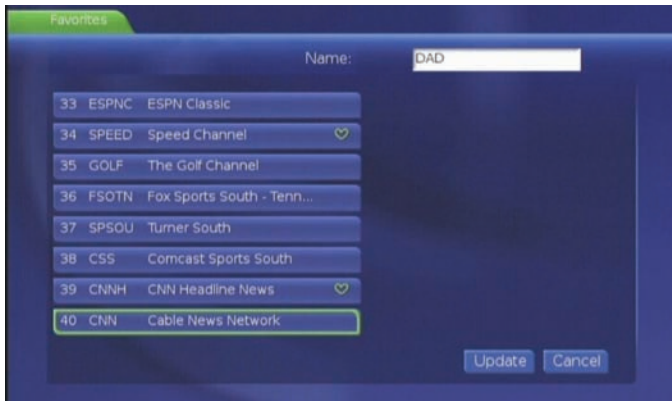 Favorites
Name: DAD
33 ESPNC ESPN Classic
34 SPEED Speed Channel
35 GOLF The Golf Channel
36 FSOTN Fox Sports South - Tenn...
37 SPSOU Turner South
38 CSS Comcast Sports South
39 CNNH CNN Headline News
40 CNN Cable News Network
Update Cancel